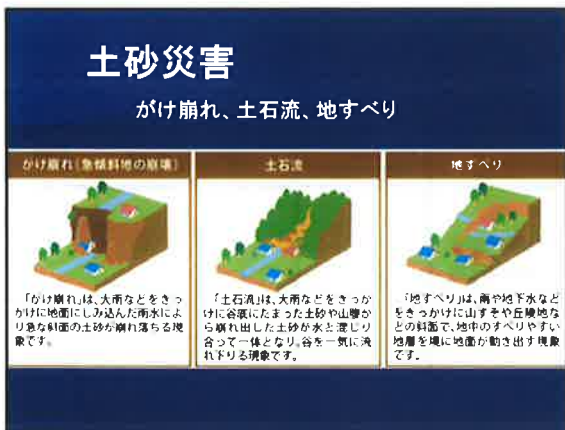 土砂災害
がけ崩れ、土石流、地すべり
がけ崩れ(急傾斜地の崩壊)
「がけ崩れ」は、大雨などをきっ
かけに地面にしみ込んだ雨水によ
り急な斜面の土砂が崩れ落ちる現
象です。
土石流
「土石流」は、大雨などをきっか
けに谷底にたまった土砂や山腹か
ら崩れ出した土砂が水と混じり
合って一体となり、谷を一気に流
れ下りる現象です。
地すべり
「地すべり」は、雨や地下水など
をきっかけに山すそや丘陵地な
どの斜面で、地中のすべりやすい
地層を境に地面が動き出す現象
です。